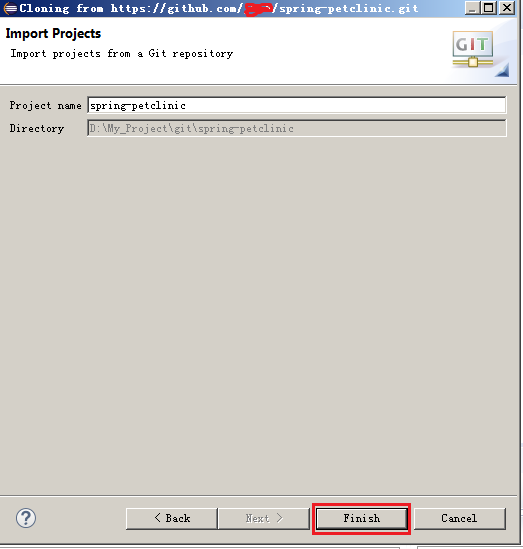 Cloning from https://github.com/ /spring-petclinic.git
Import Projects
Import projects from a Git repository
GIT
Project name spring-petclinic
Directory D:\My_Project\git\spring-petclinic
? < Back Next > Finish Cancel